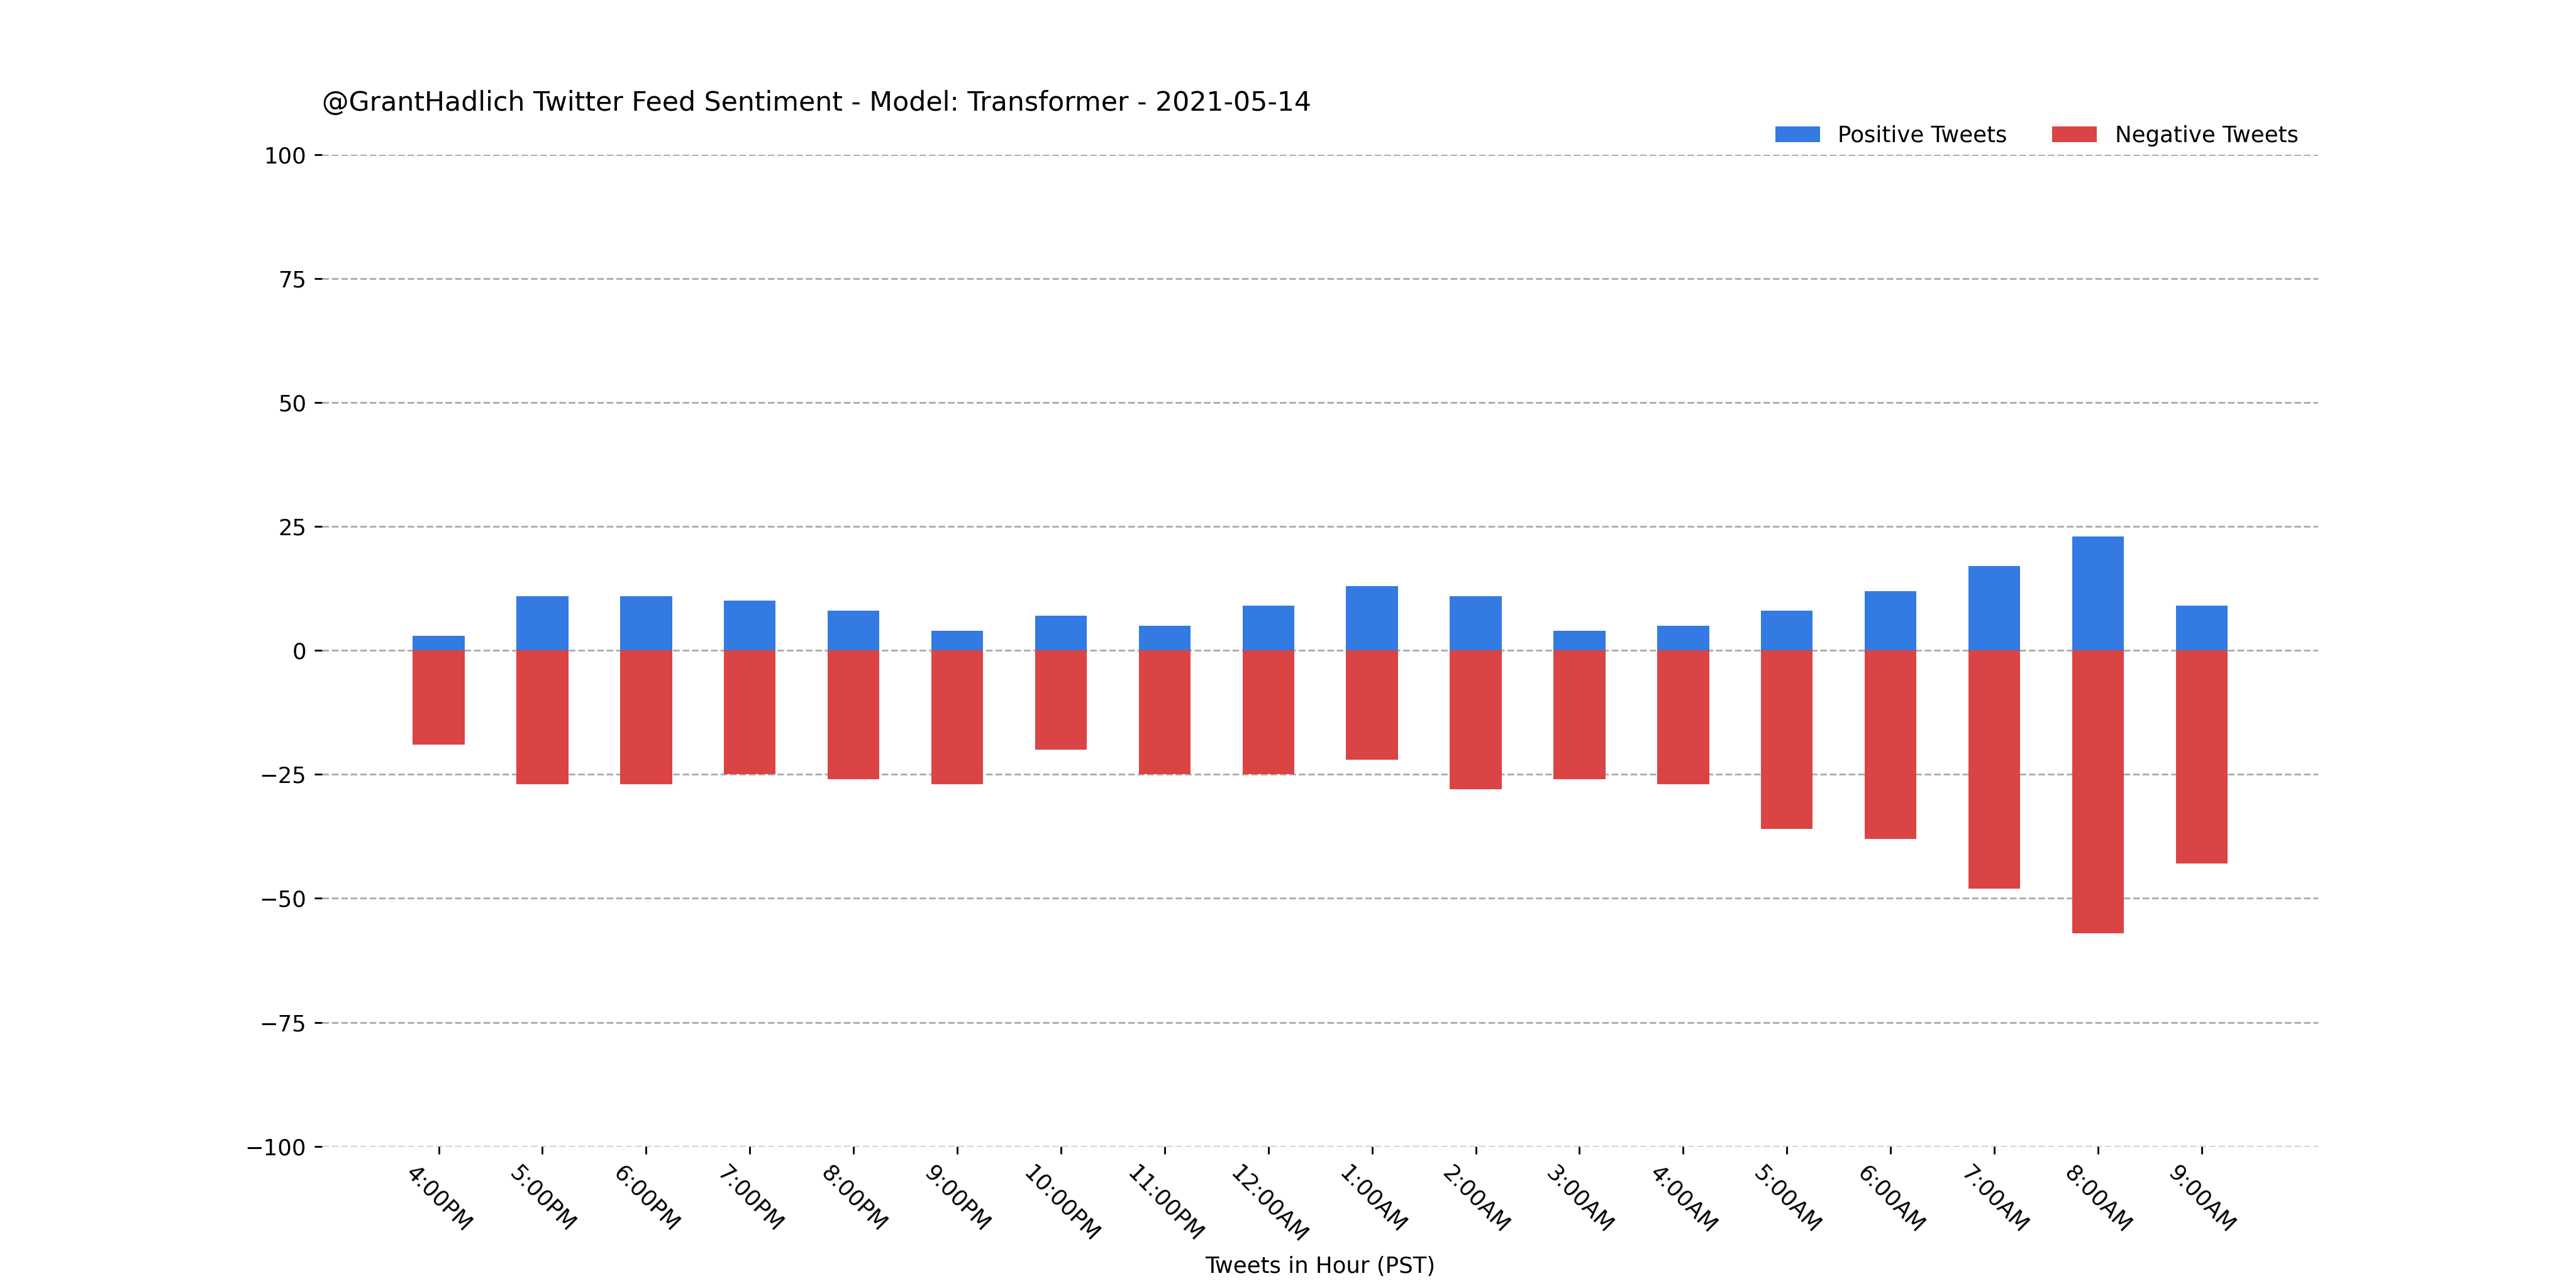 @GrantHadlich Twitter Feed Sentiment - Model: Transformer - 2021-05-14
Positive Tweets
Negative Tweets
100
75
50
25
0
−25
−50
−75
−100
4:00PM
5:00PM
6:00PM
7:00PM
8:00PM
9:00PM
10:00PM
11:00PM
12:00AM
1:00AM
2:00AM
3:00AM
4:00AM
5:00AM
6:00AM
7:00AM
8:00AM
9:00AM
Tweets in Hour (PST)